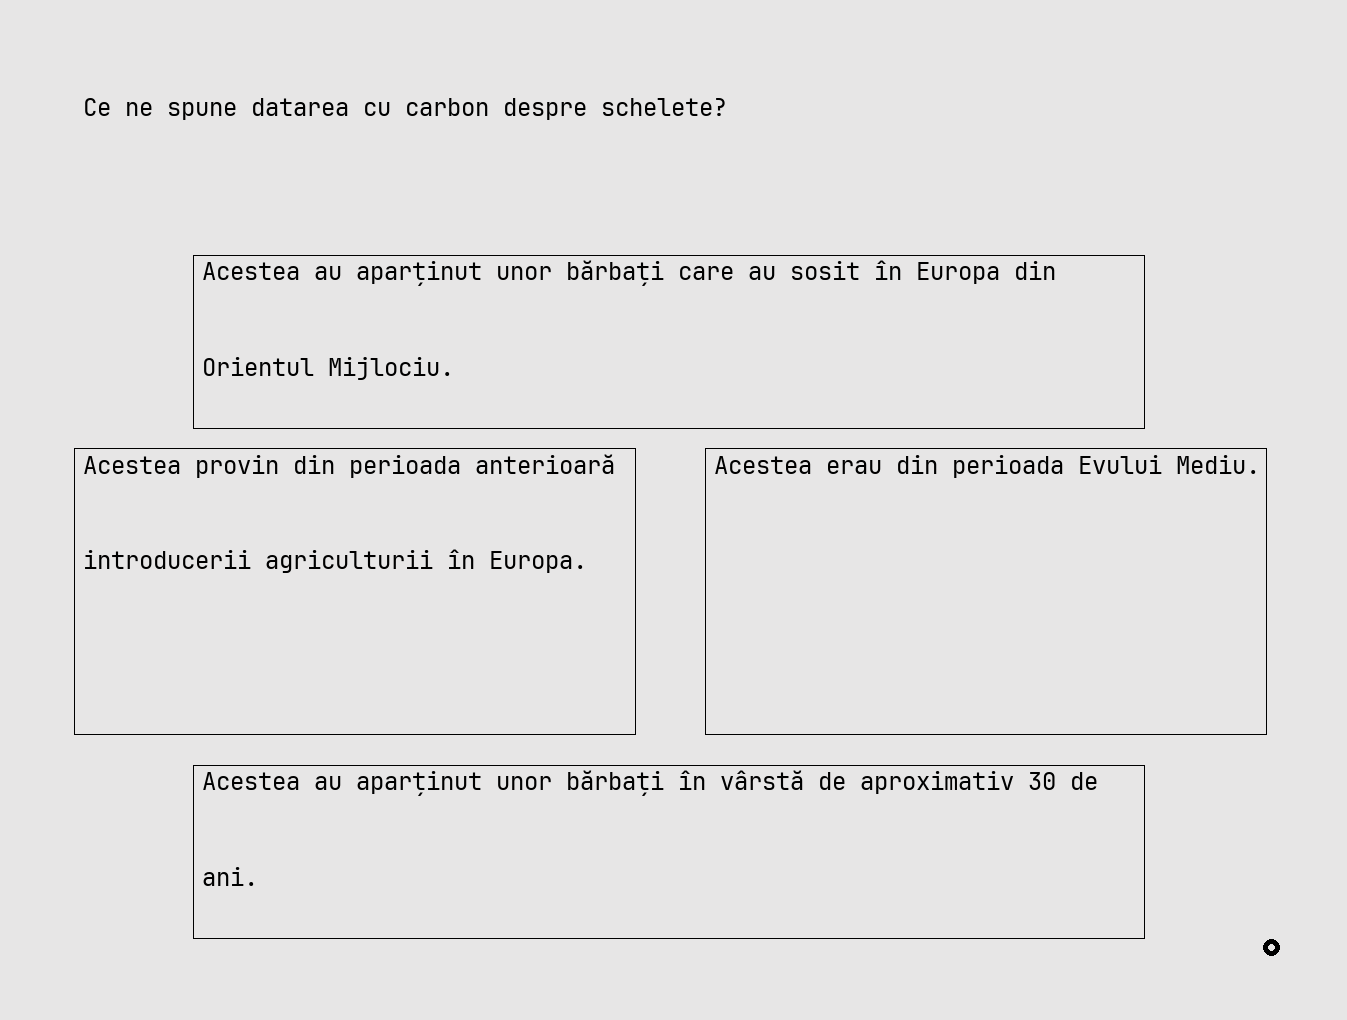 Ce ne spune datarea cu carbon despre schelete?
Acestea au aparținut unor bărbați care au sosit în Europa din
Orientul Mijlociu.
Acestea provin din perioada anterioară
introducerii agriculturii în Europa.
Acestea erau din perioada Evului Mediu.
Acestea au aparținut unor bărbați în vârstă de aproximativ 30 de
ani.